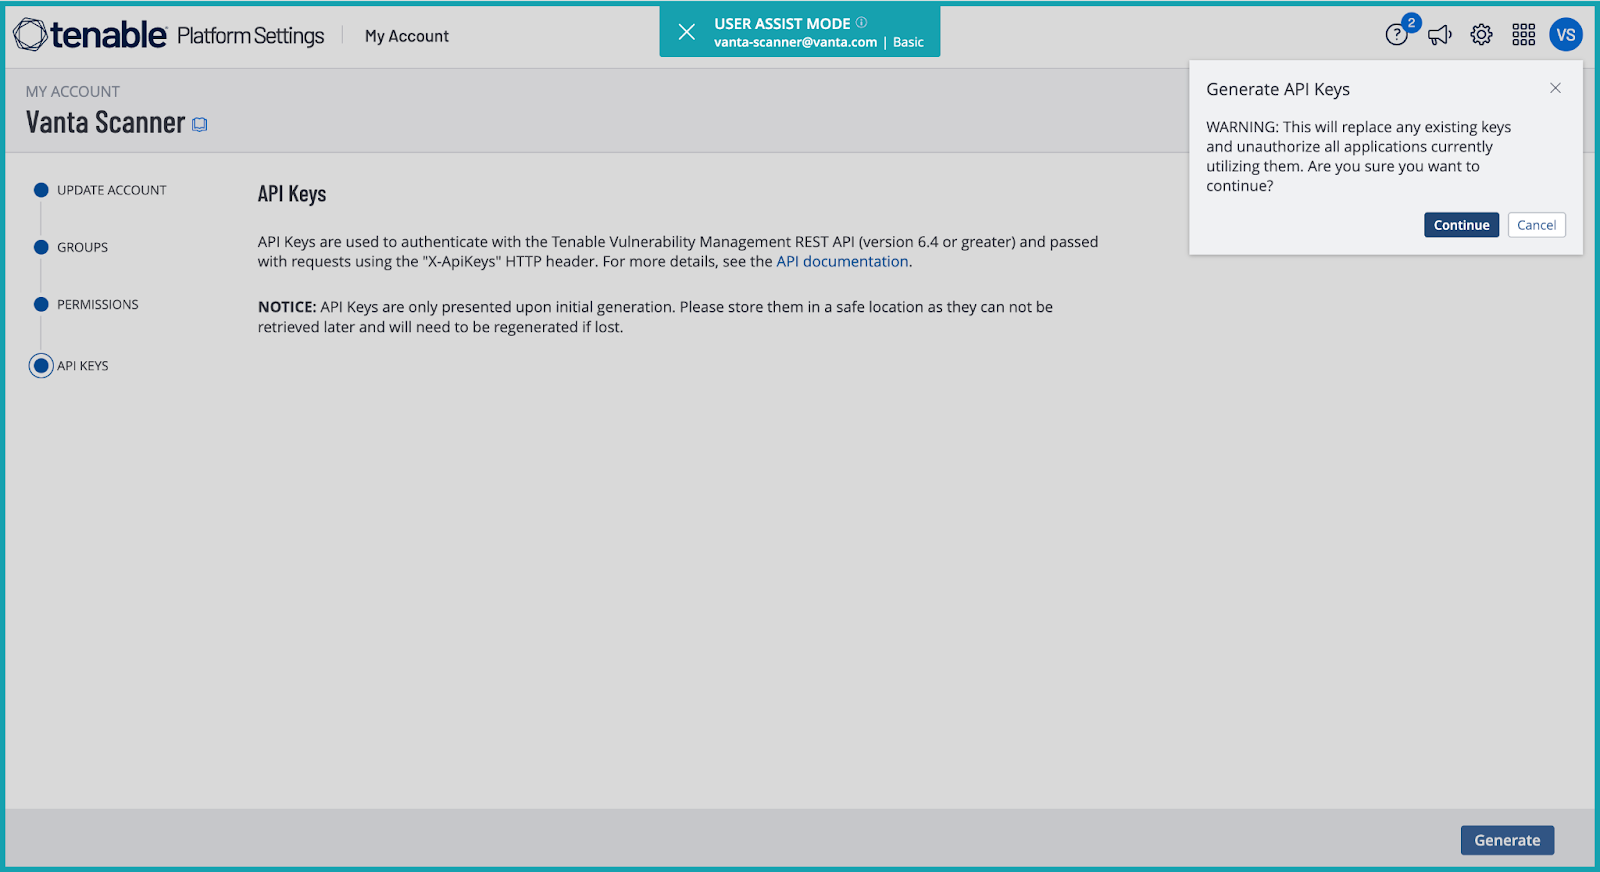 tenable Platform Settings My Account
USER ASSIST MODE
vanta-scanner@vanta.com | Basic
2
VS
MY ACCOUNT
Vanta Scanner
Generate API Keys
WARNING: This will replace any existing keys
and unauthorize all applications currently
utilizing them. Are you sure you want to
continue?
Continue Cancel
UPDATE ACCOUNT
GROUPS
PERMISSIONS
API KEYS
API Keys
API Keys are used to authenticate with the Tenable Vulnerability Management REST API (version 6.4 or greater) and passed
with requests using the "X-ApiKeys" HTTP header. For more details, see the API documentation.
NOTICE: API Keys are only presented upon initial generation. Please store them in a safe location as they can not be
retrieved later and will need to be regenerated if lost.
Generate